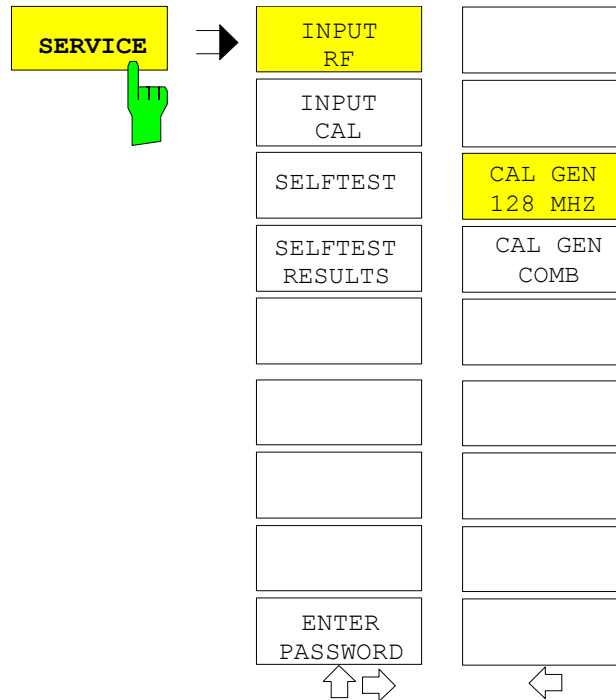 SERVICE
INPUT
RF
INPUT
CAL
SELFTEST
SELFTEST
RESULTS
ENTER
PASSWORD
CAL GEN
128 MHZ
CAL GEN
COMB